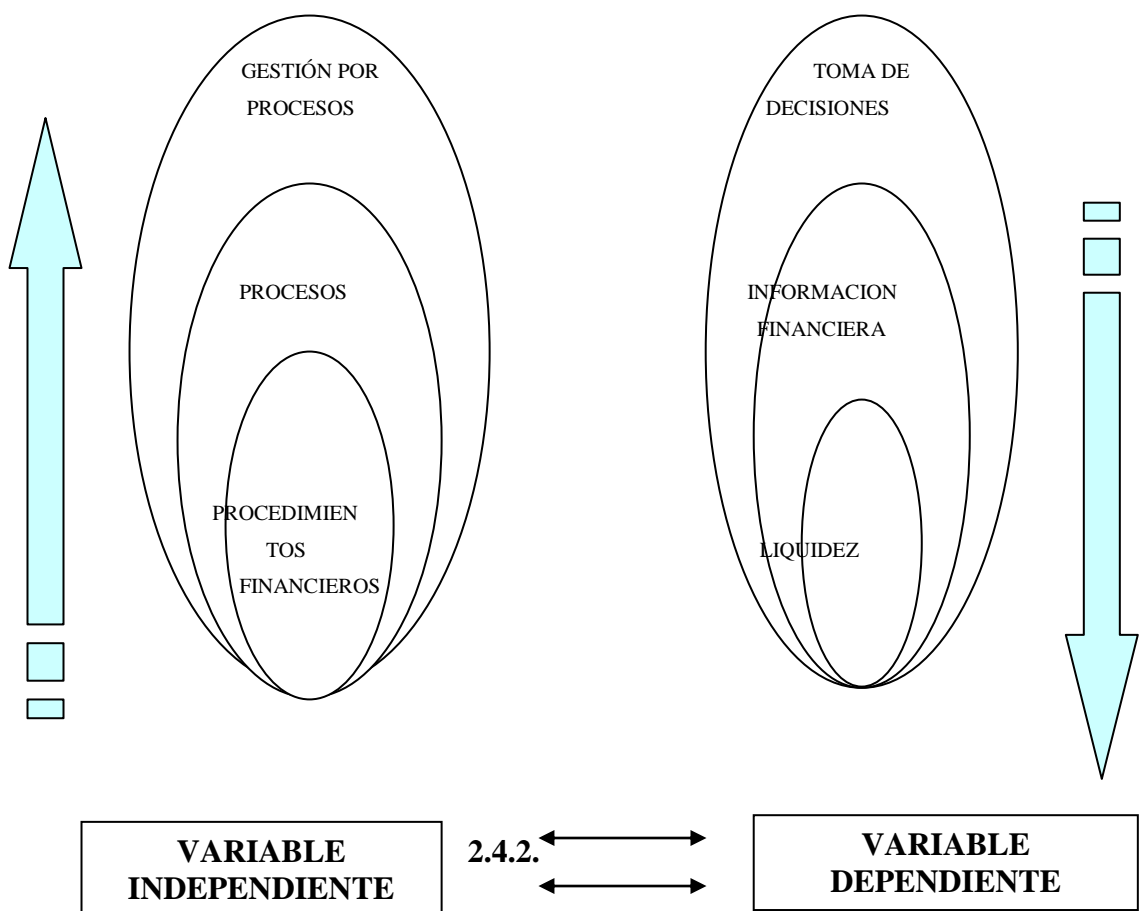 GESTIÓN POR
PROCESOS
PROCESOS
PROCEDIMIEN
TOS
FINANCIEROS
TOMA DE
DECISIONES
INFORMACION
FINANCIERA
LIQUIDEZ
VARIABLE
INDEPENDIENTE
2.4.2.
VARIABLE
DEPENDIENTE